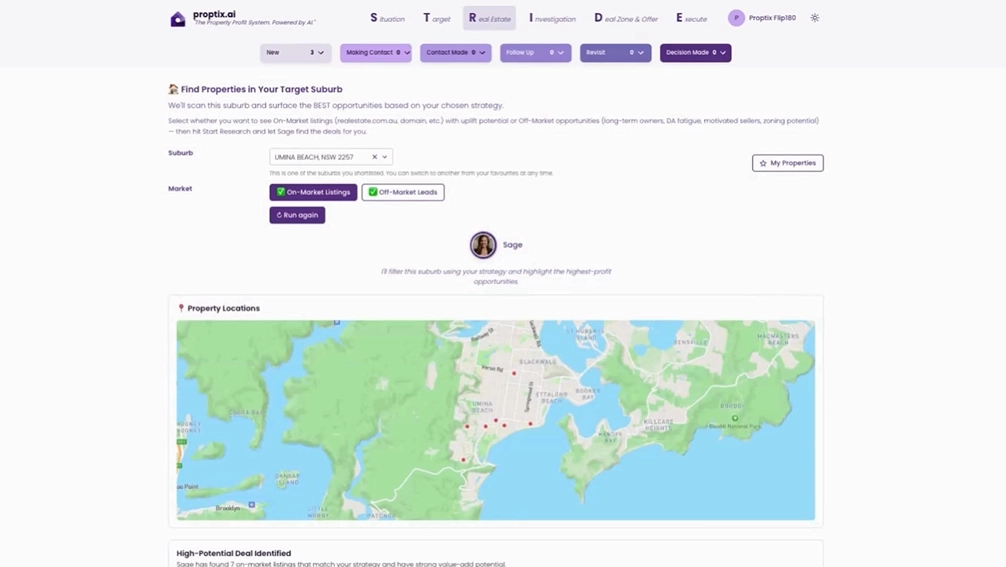 proptix.ai
"The Property Profit System. Powered by AI."
S ituation T arget R eal Estate I nvestigation D eal Zone & Offer E xecute
P Proptix Flip180
New 3 Making Contact 0 Contact Made 0 Follow Up 0 Revisit 0 Decision Made 0
Find Properties in Your Target Suburb
We'll scan this suburb and surface the BEST opportunities based on your chosen strategy.
Select whether you want to see On-Market listings (realestate.com.au, domain, etc.) with uplift potential or Off-Market opportunities (long-term owners, DA fatigue, motivated sellers, zoning potential)
— then hit Start Research and let Sage find the deals for you.
Suburb
UMINA BEACH, NSW 2257
My Properties
This is one of the suburbs you shortlisted. You can switch to another from your favourites at any time.
Market
On-Market Listings Off-Market Leads
Run again
Sage
I'll filter this suburb using your strategy and highlight the highest-profit
opportunities.
Property Locations
BLACKWALL
UMINA
BEACH
ETTALONG
BEACH
BOOKER
BAY
DAVISTOWN
KILLCARE
HEIGHTS
BOUDDI
Bouddi National Park
MACMASTERS
BEACH
Brooklyn
High-Potential Deal Identified
Sage has found 7 on-market listings that match your strategy and have strong value-add potential.